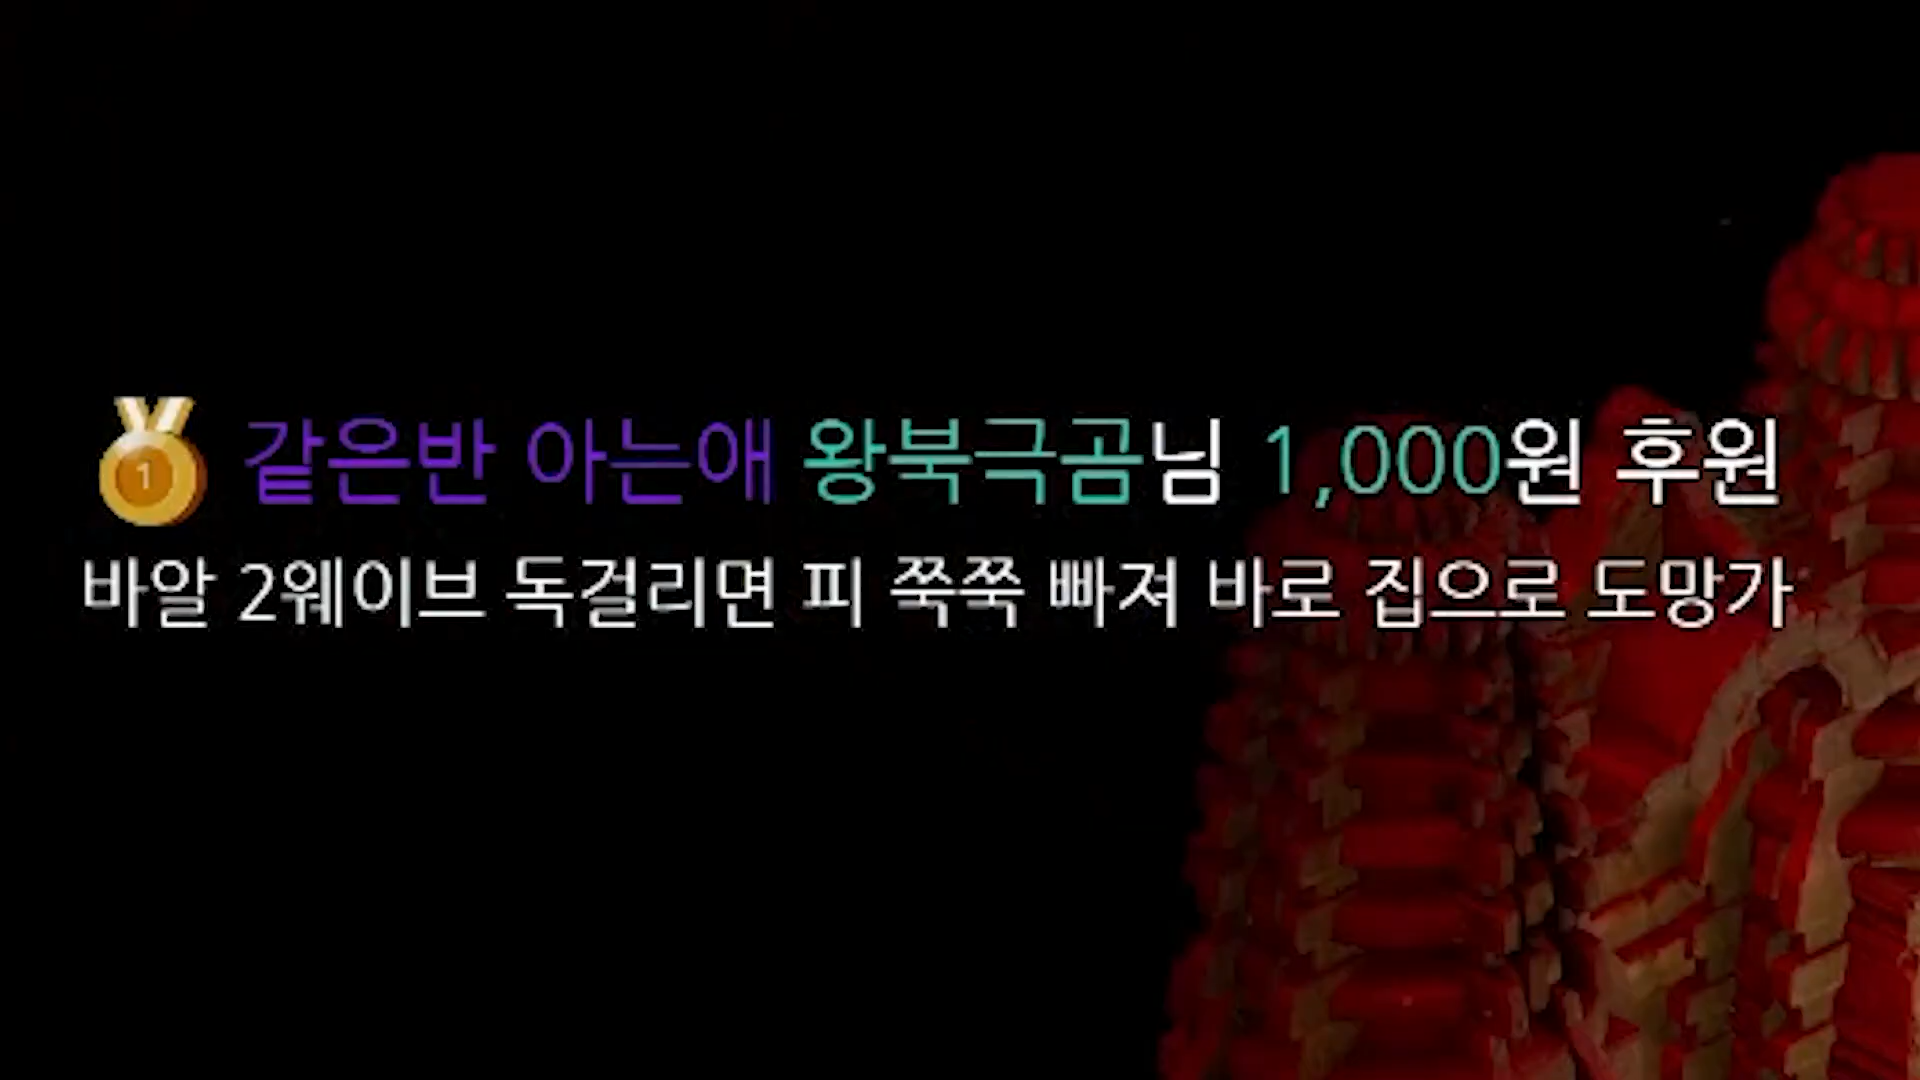 1 같은반 아는애 왕북극곰님 1,000원 후원
바알 2웨이브 독걸리면 피 쭉쭉 빠져 바로 집으로 도망가